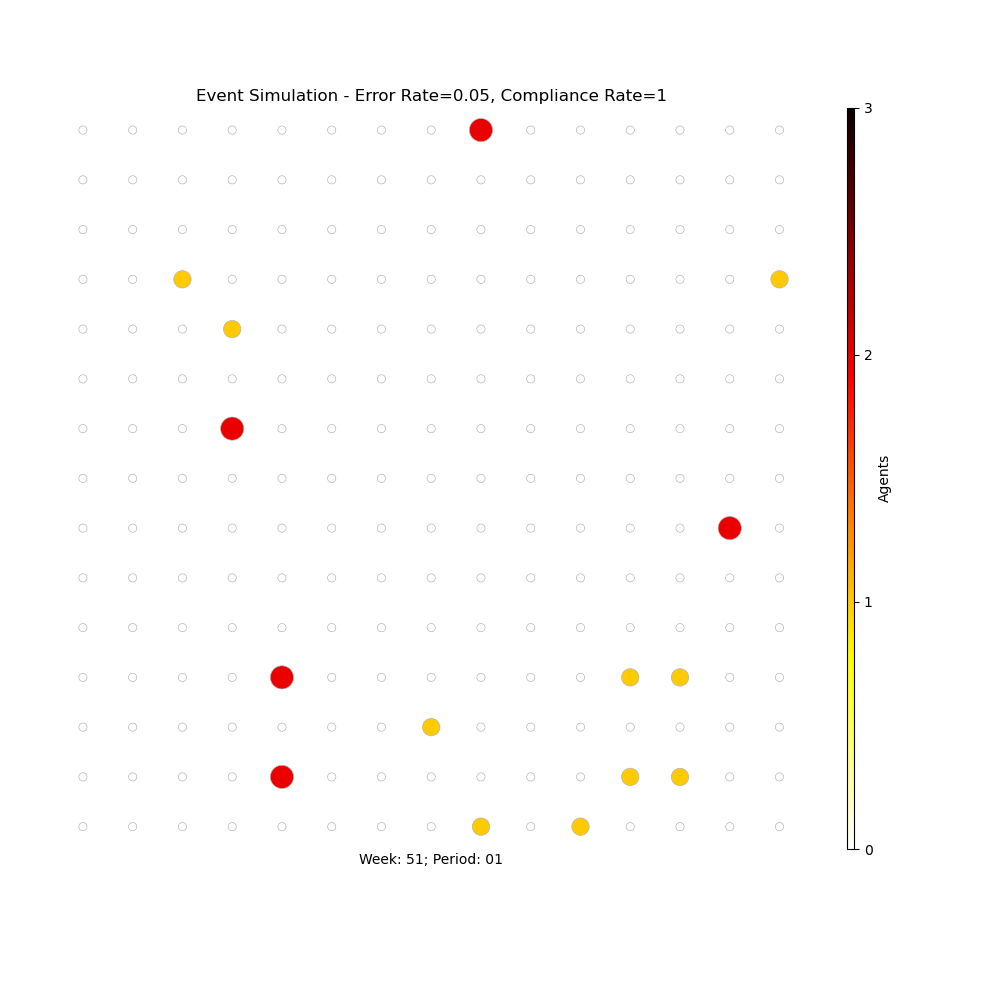 Event Simulation - Error Rate=0.05, Compliance Rate=1
3
2
1
0
Agents
Week: 51; Period: 01